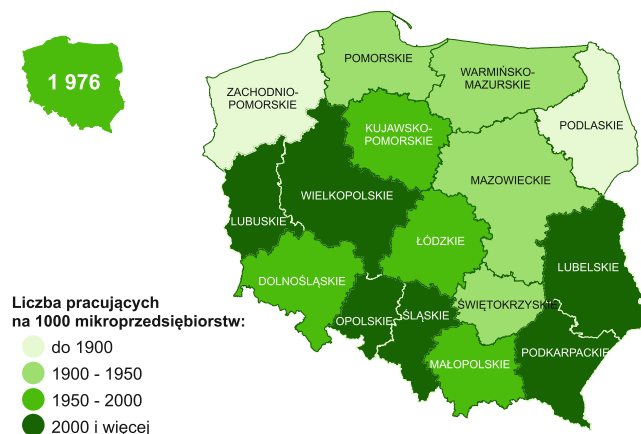 1 976
POMORSKIE
WARMIŃSKO-
MAZURSKIE
ZACHODNIO-
POMORSKIE
PODLASKIE
KUJAWSKO-
POMORSKIE
MAZOWIECKIE
WIELKOPOLSKIE
LUBUSKIE
ŁÓDZKIE
LUBELSKIE
DOLNOŚLĄSKIE
ŚWIĘTOKRZYSKIE
OPOLSKIE
ŚLĄSKIE
PODKARPACKIE
MAŁOPOLSKIE
Liczba pracujących
na 1000 mikroprzedsiębiorstw:
do 1900
1900 - 1950
1950 - 2000
2000 i więcej